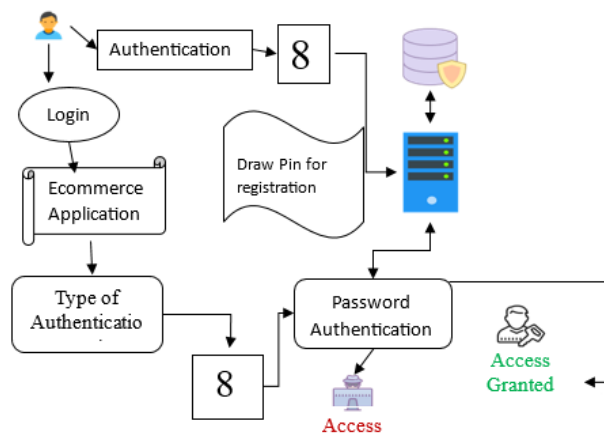 Authentication
8
Login
Draw Pin for
registration
Ecommerce
Application
Type of
Authenticatio
Password
Authentication
8
Access
Granted
Access